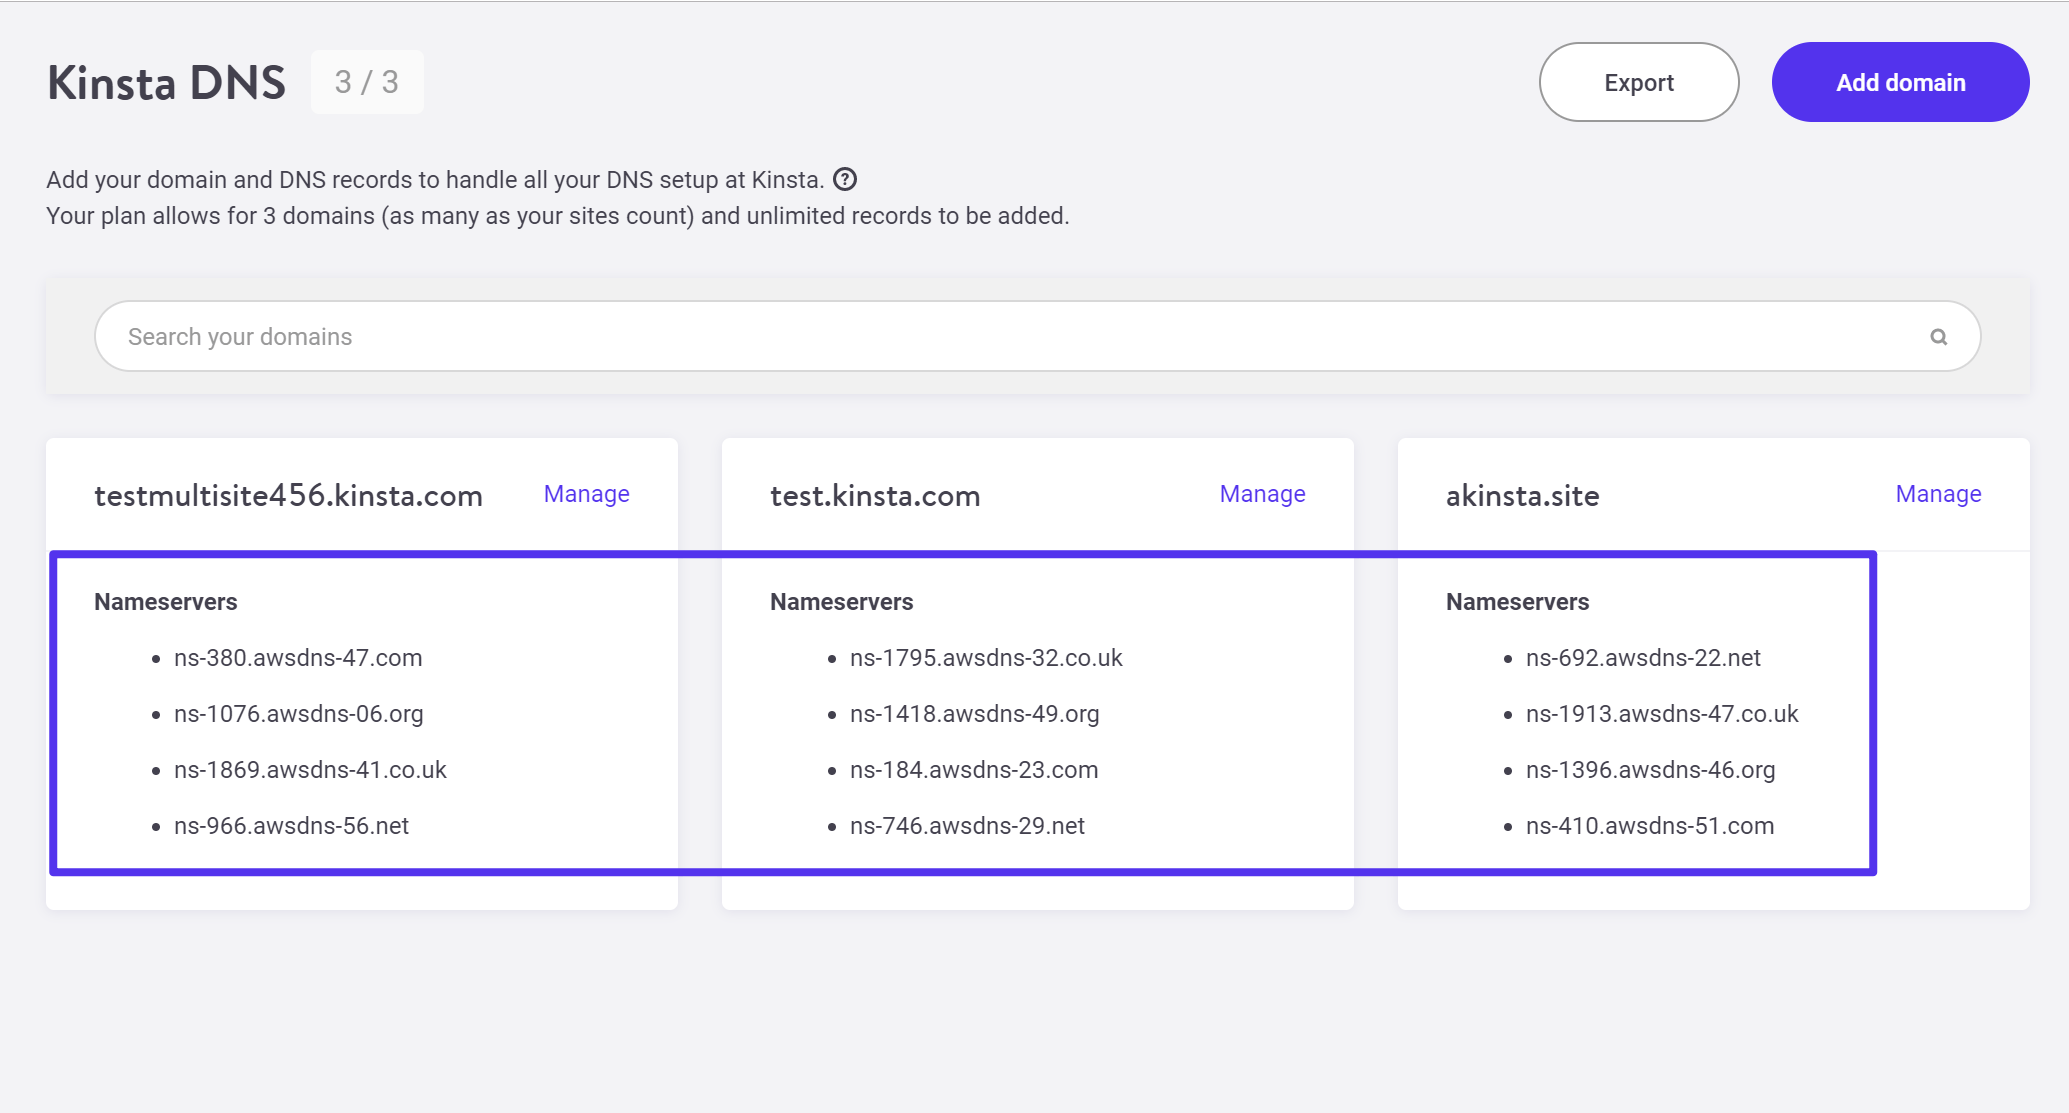 Kinsta DNS 3 / 3
Export
Add domain
Add your domain and DNS records to handle all your DNS setup at Kinsta. ?
Your plan allows for 3 domains (as many as your sites count) and unlimited records to be added.
Search your domains
testmultisite456.kinsta.com Manage
Nameservers
ns-380.awsdns-47.com
ns-1076.awsdns-06.org
ns-1869.awsdns-41.co.uk
ns-966.awsdns-56.net
test.kinsta.com Manage
Nameservers
ns-1795.awsdns-32.co.uk
ns-1418.awsdns-49.org
ns-184.awsdns-23.com
ns-746.awsdns-29.net
akinsta.site Manage
Nameservers
ns-692.awsdns-22.net
ns-1913.awsdns-47.co.uk
ns-1396.awsdns-46.org
ns-410.awsdns-51.com